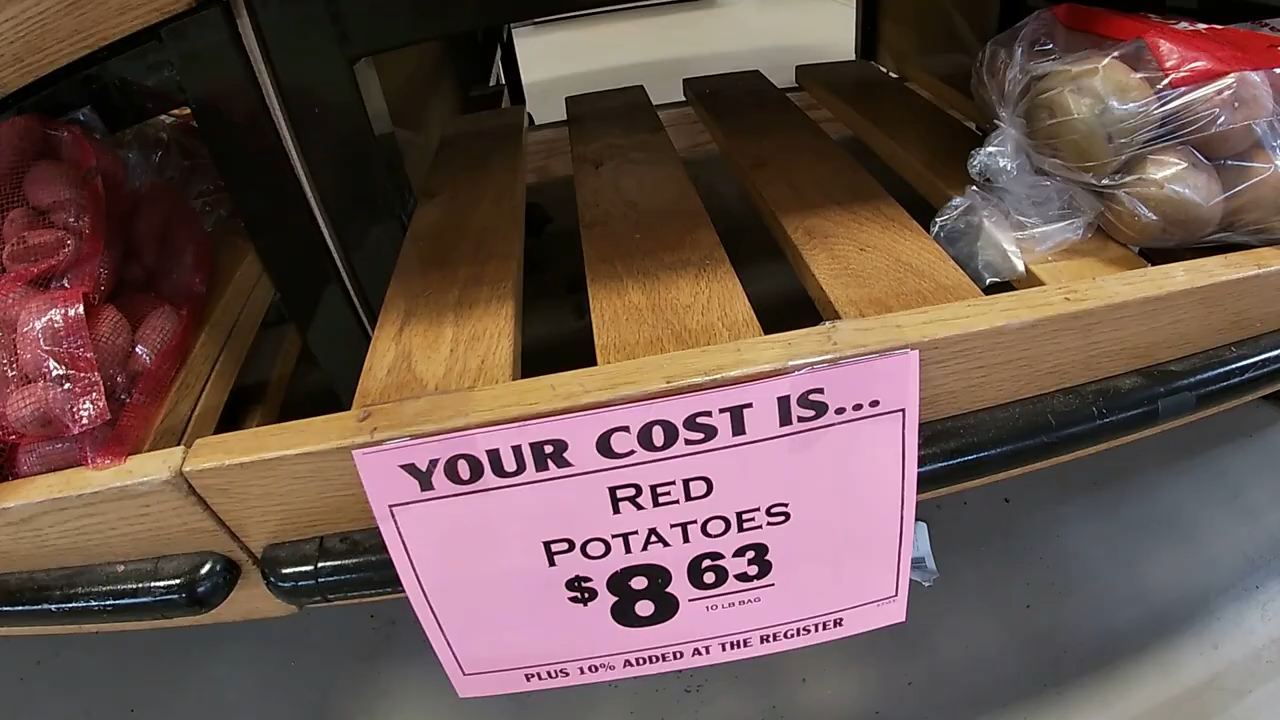 YOUR COST IS...
RED
POTATOES
$8 63
10 LB BAG
PLUS 10% ADDED AT THE REGISTER